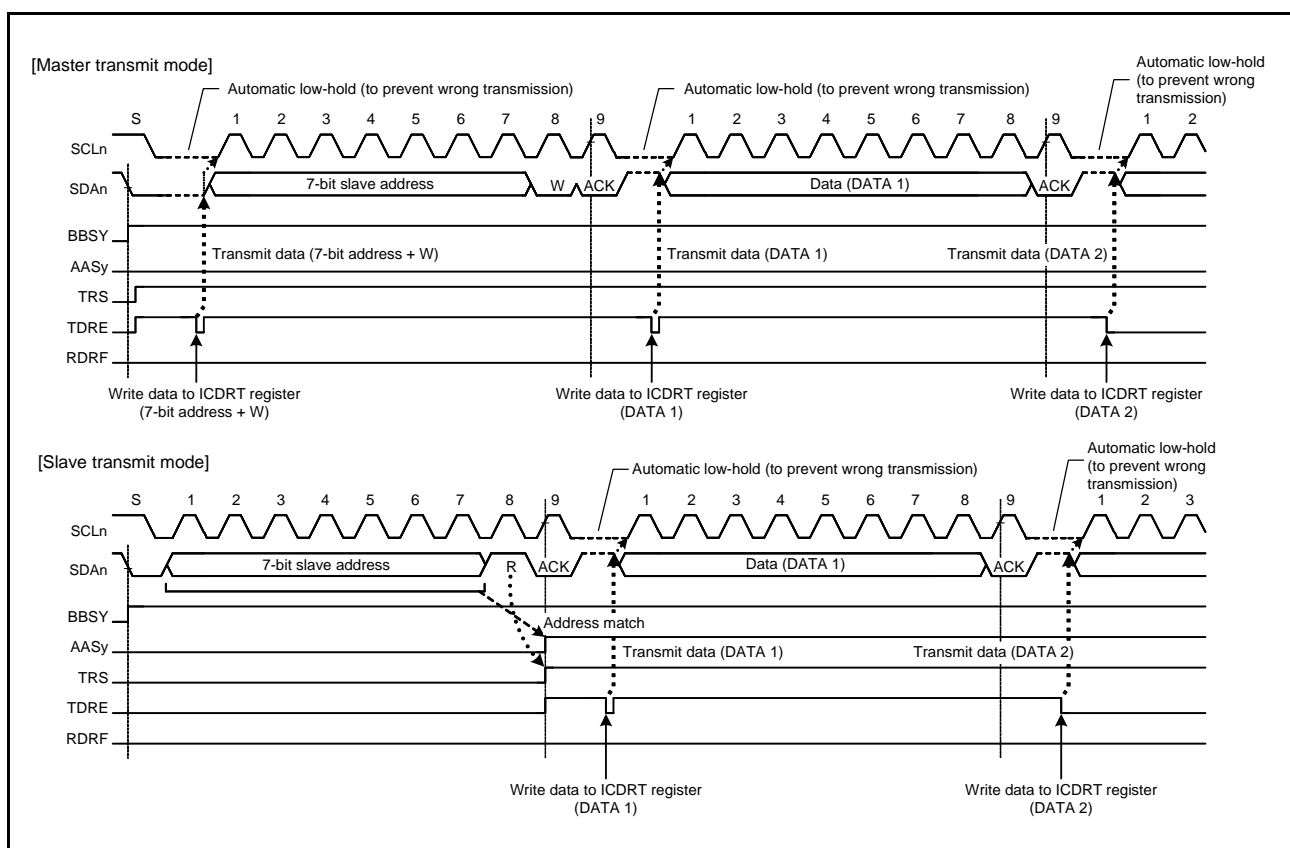 [Master transmit mode]
Automatic low-hold (to prevent wrong transmission)
Automatic low-hold (to prevent wrong transmission)
Automatic low-hold
(to prevent wrong
transmission)
S 1 2 3 4 5 6 7 8 9 1 2 3 4 5 6 7 8 9 1 2
SCLn
SDAn 7-bit slave address W ACK Data (DATA 1) ACK
BBSY
Transmit data (7-bit address + W) Transmit data (DATA 1) Transmit data (DATA 2)
AASy
TRS
TDRE
RDRF
Write data to ICDRT register
(7-bit address + W)
Write data to ICDRT register
(DATA 1)
Write data to ICDRT register
(DATA 2)
[Slave transmit mode]
Automatic low-hold (to prevent wrong transmission)
Automatic low-hold
(to prevent wrong
transmission)
S 1 2 3 4 5 6 7 8 9 1 2 3 4 5 6 7 8 9 1 2 3
SCLn
SDAn 7-bit slave address R ACK Data (DATA 1) ACK
BBSY
Address match
AASy
Transmit data (DATA 1) Transmit data (DATA 2)
TRS
TDRE
RDRF
Write data to ICDRT register
(DATA 1)
Write data to ICDRT register
(DATA 2)